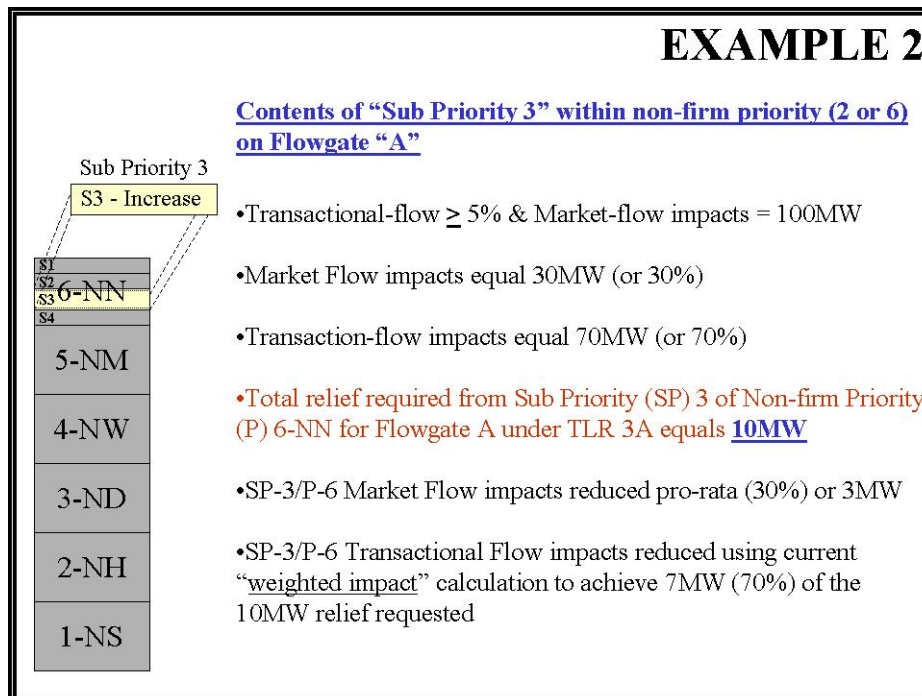 EXAMPLE 2
Contents of “Sub Priority 3” within non-firm priority (2 or 6)
on Flowgate “A”
Sub Priority 3
S3 - Increase
•Transactional-flow ≥ 5% & Market-flow impacts = 100MW
•Market Flow impacts equal 30MW (or 30%)
•Transaction-flow impacts equal 70MW (or 70%)
•Total relief required from Sub Priority (SP) 3 of Non-firm Priority
(P) 6-NN for Flowgate A under TLR 3A equals 10MW
•SP-3/P-6 Market Flow impacts reduced pro-rata (30%) or 3MW
•SP-3/P-6 Transactional Flow impacts reduced using current
“weighted impact” calculation to achieve 7MW (70%) of the
10MW relief requested
S1
S2
6-NN
S3
S4
5-NM
4-NW
3-ND
2-NH
1-NS